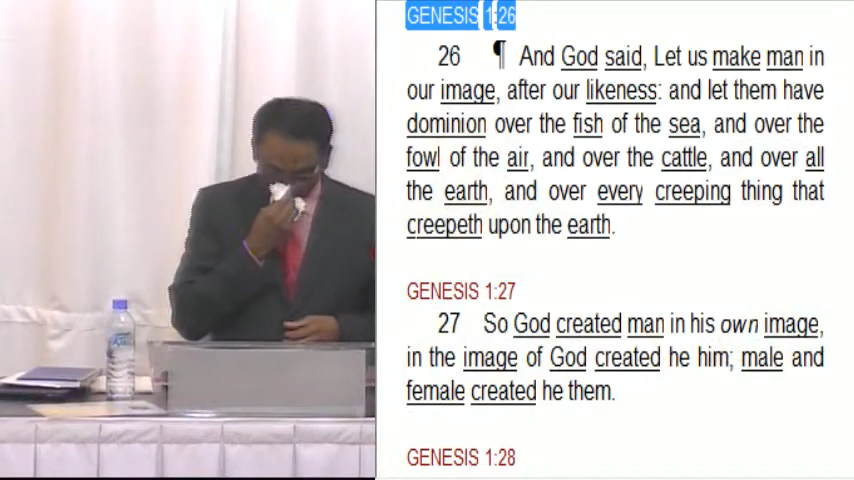 GENESIS 1:26
26 ¶ And God said, Let us make man in
our image, after our likeness: and let them have
dominion over the fish of the sea, and over the
fowl of the air, and over the cattle, and over all
the earth, and over every creeping thing that
creepeth upon the earth.
GENESIS 1:27
27 So God created man in his own image,
in the image of God created he him; male and
female created he them.
GENESIS 1:28